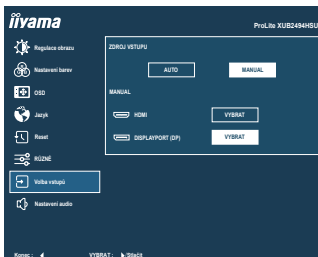 iiyama
ProLite XUB2494HSU
Regulace obrazu
Nastavení barev
OSD
Jazyk
Reset
RŮZNÉ
Volba vstupů
Nastavení audio
ZDROJ VSTUPU
AUTO MANUAL
MANUAL
HDMI VYBRAT
DISPLAYPORT (DP) VYBRAT
Konec : VYBRAT : /Stlačit